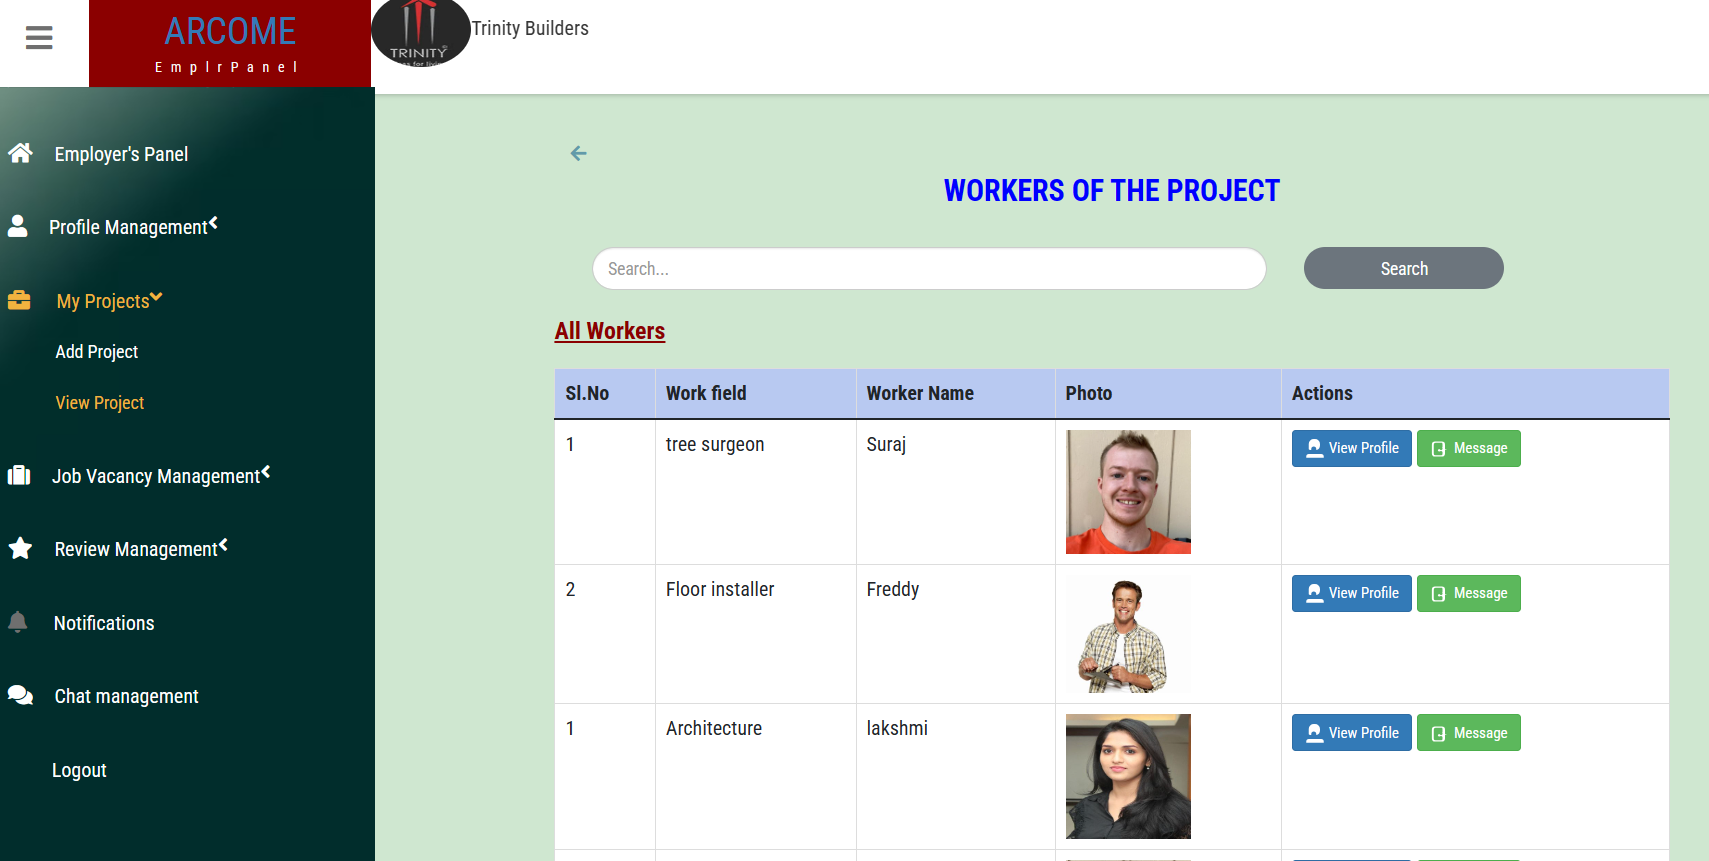 ARCOME
EmplrPanel
TRINITY
Trinity Builders
Employer's Panel
Profile Management
My Projects
Add Project
View Project
Job Vacancy Management
Review Management
Notifications
Chat management
Logout
WORKERS OF THE PROJECT
Search...
Search
All Workers
Sl.No Work field Worker Name Photo Actions
1 tree surgeon Suraj View Profile Message
2 Floor installer Freddy View Profile Message
1 Architecture lakshmi View Profile Message